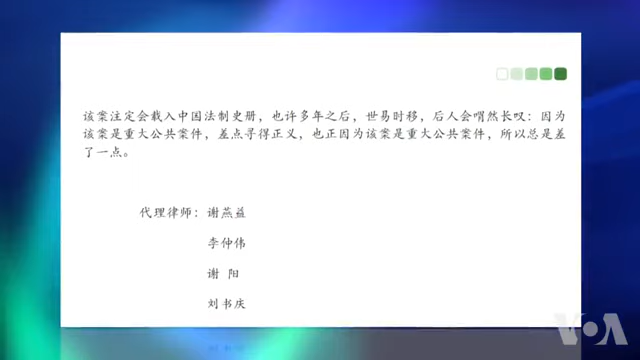 该案注定会载入中国法制史册，也许多年之后，世易时移，后人会喟然长叹：因为
该案是重大公共案件，差点寻得正义，也正因为该案是重大公共案件，所以总是差
了一点。
代理律师：谢燕益
李仲伟
谢 阳
刘书庆
VOA